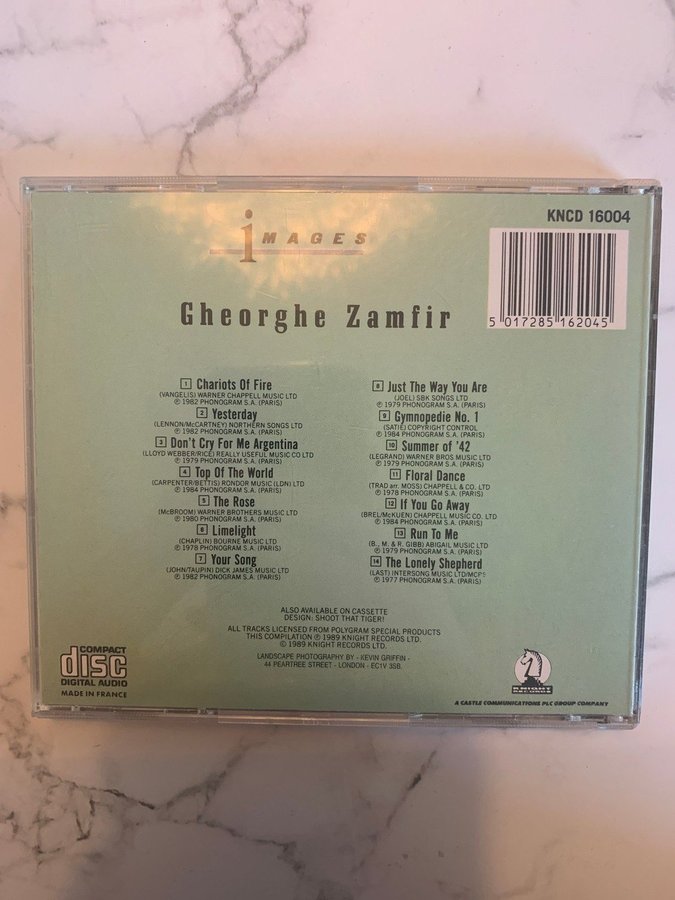 KNCD 16004
iMAGES
5 017285 162045
Gheorghe Zamfir
1 Chariots Of Fire
(VANGELIS) WARNER CHAPPELL MUSIC LTD
℗ 1982 PHONOGRAM S.A. (PARIS)
2 Yesterday
(LENNON/McCARTNEY) NORTHERN SONGS LTD
℗ 1982 PHONOGRAM S.A. (PARIS)
3 Don't Cry For Me Argentina
(LLOYD WEBBER/RICE) REALLY USEFUL MUSIC CO LTD
℗ 1979 PHONOGRAM S.A. (PARIS)
4 Top Of The World
(CARPENTER/BETTIS) RONDOR MUSIC (LDN) LTD
℗ 1984 PHONOGRAM S.A. (PARIS)
5 The Rose
(McBROOM) WARNER BROTHERS MUSIC LTD
℗ 1980 PHONOGRAM S.A. (PARIS)
6 Limelight
(CHAPLIN) BOURNE MUSIC LTD
℗ 1978 PHONOGRAM S.A. (PARIS)
7 Your Song
(JOHN/TAUPIN) DICK JAMES MUSIC LTD
℗ 1982 PHONOGRAM S.A. (PARIS)
8 Just The Way You Are
(JOEL) SBK SONGS LTD
℗ 1979 PHONOGRAM S.A. (PARIS)
9 Gymnopedie No. 1
(SATIE) COPYRIGHT CONTROL
℗ 1984 PHONOGRAM S.A. (PARIS)
10 Summer of '42
(LEGRAND) WARNER BROS MUSIC LTD
℗ 1979 PHONOGRAM S.A. (PARIS)
11 Floral Dance
(TRAD arr. MOSS) CHAPPELL & CO. LTD
℗ 1978 PHONOGRAM S.A. (PARIS)
12 If You Go Away
(BREL/McKUEN) CHAPPELL MUSIC CO. LTD
℗ 1984 PHONOGRAM S.A. (PARIS)
13 Run To Me
(B., M. & R. GIBB) ABIGAIL MUSIC LTD
℗ 1979 PHONOGRAM S.A. (PARIS)
14 The Lonely Shepherd
(LAST) INTERSONG MUSIC LTD/MCPS
℗ 1977 PHONOGRAM S.A. (PARIS)
ALSO AVAILABLE ON CASSETTE
DESIGN: SHOOT THAT TIGER!
ALL TRACKS LICENSED FROM POLYGRAM SPECIAL PRODUCTS
THIS COMPILATION ℗ 1989 KNIGHT RECORDS LTD.
© 1989 KNIGHT RECORDS LTD.
LANDSCAPE PHOTOGRAPHY BY - KEVIN GRIFFIN -
44 PEARTREE STREET - LONDON - EC1V 3SB.
COMPACT
disc
DIGITAL AUDIO
MADE IN FRANCE
KNIGHT
RECORDS
A CASTLE COMMUNICATIONS PLC GROUP COMPANY